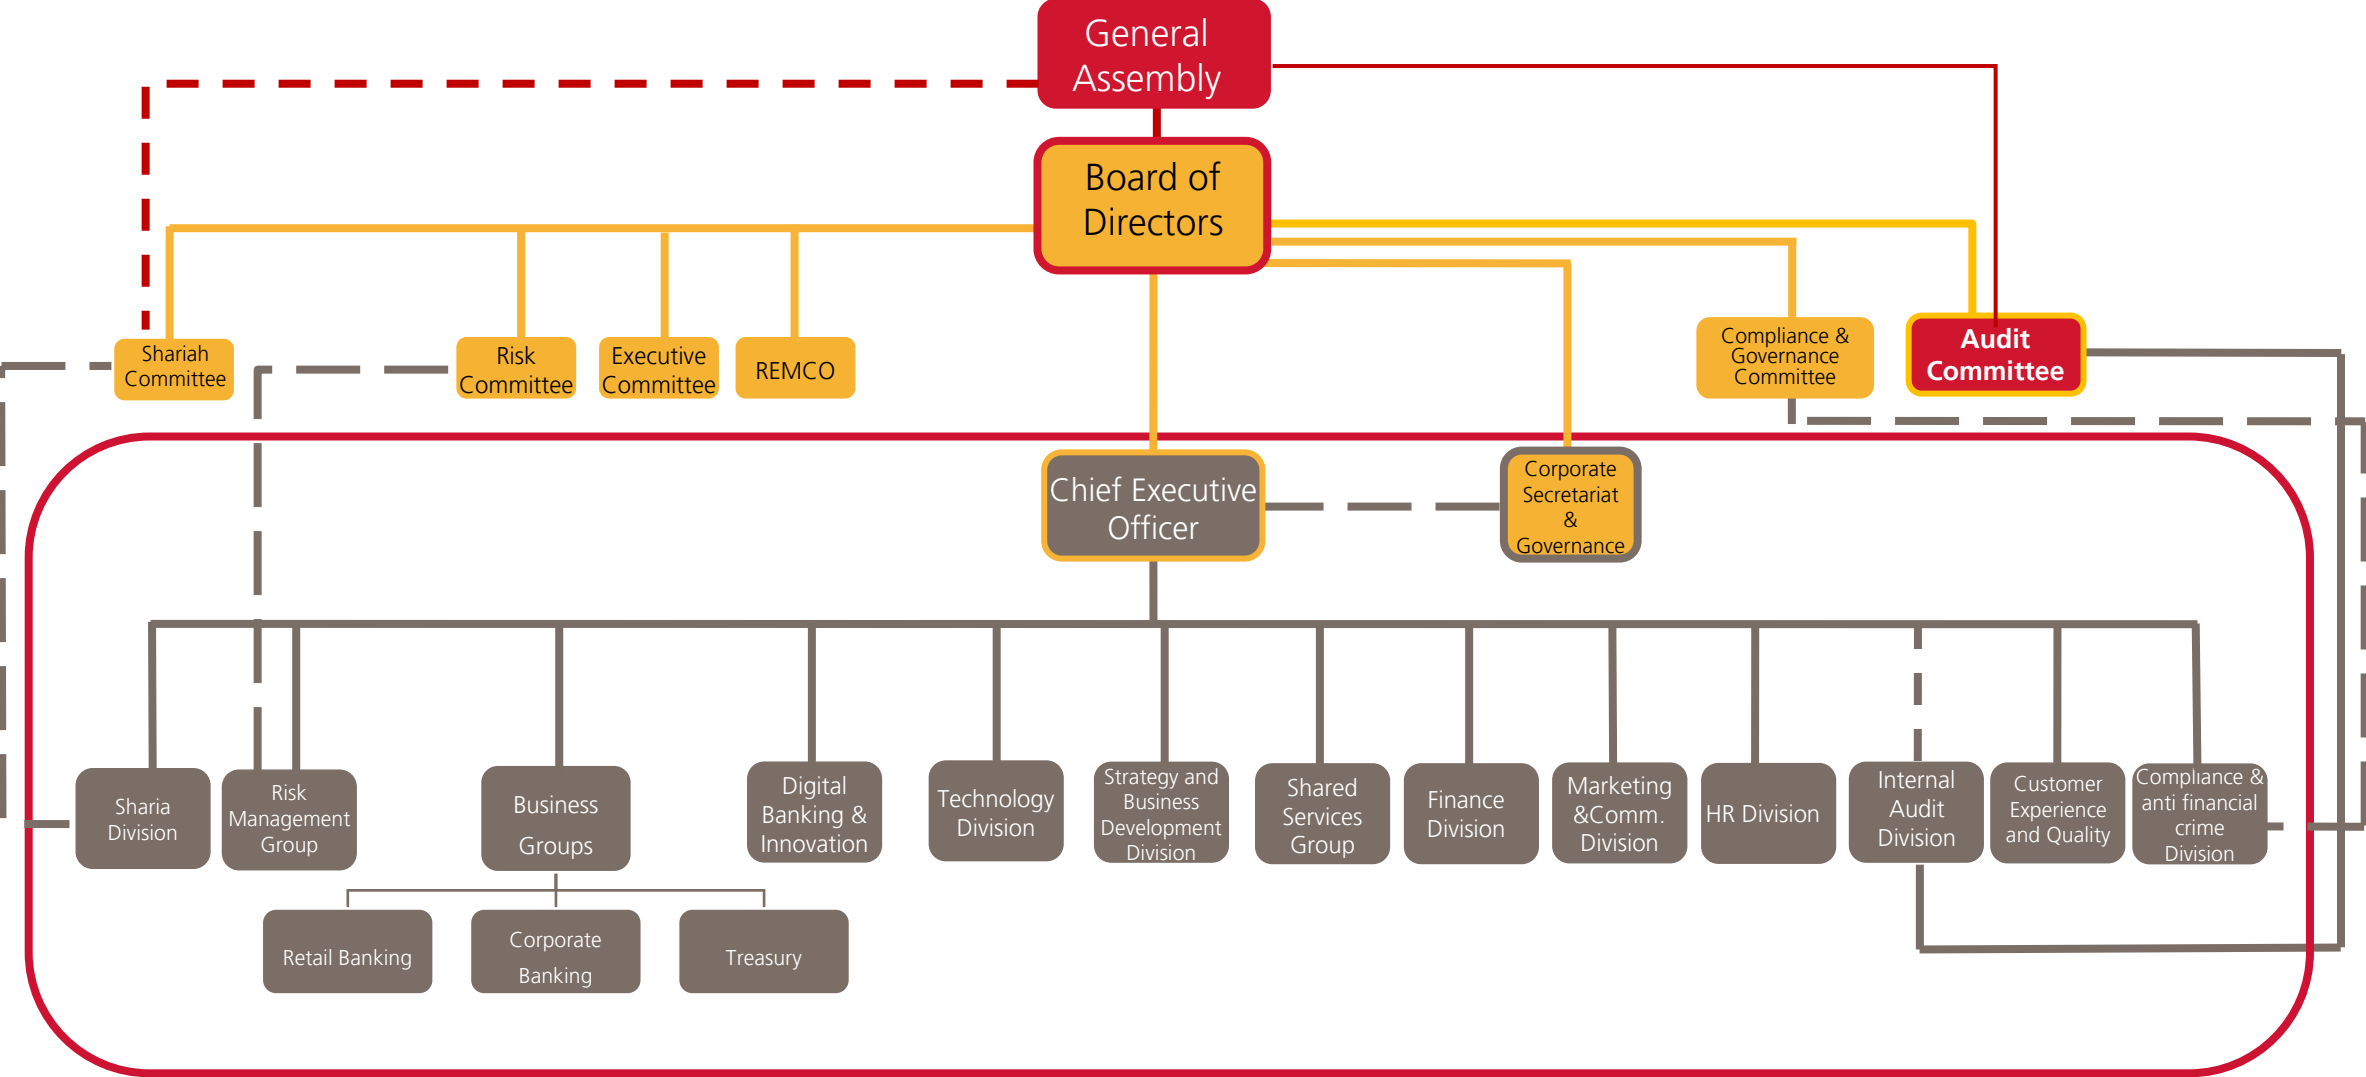 General
Assembly
Board of
Directors
Shariah
Committee
Risk
Committee
Executive
Committee
REMCO
Compliance &
Governance
Committee
Audit
Committee
Chief Executive
Officer
Corporate
Secretariat
&
Governance
Sharia
Division
Risk
Management
Group
Business
Groups
Digital
Banking &
Innovation
Technology
Division
Strategy and
Business
Development
Division
Shared
Services
Group
Finance
Division
Marketing
&Comm.
Division
HR Division
Internal
Audit
Division
Customer
Experience
and Quality
Compliance &
anti financial
crime
Division
Retail Banking
Corporate
Banking
Treasury